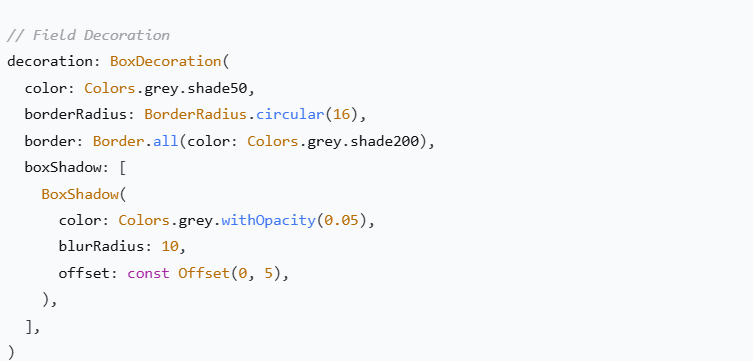 // Field Decoration
decoration: BoxDecoration(
  color: Colors.grey.shade50,
  borderRadius: BorderRadius.circular(16),
  border: Border.all(color: Colors.grey.shade200),
  boxShadow: [
    BoxShadow(
      color: Colors.grey.withOpacity(0.05),
      blurRadius: 10,
      offset: const Offset(0, 5),
    ),
  ],
)